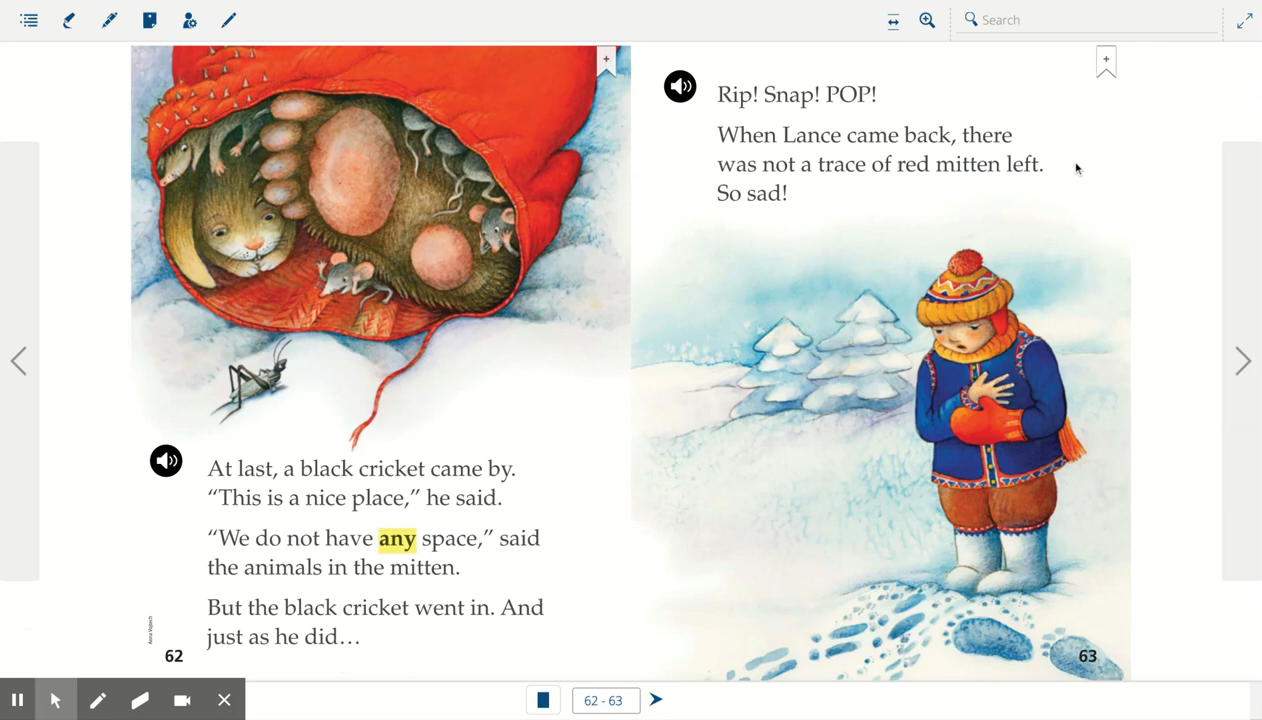 Search
At last, a black cricket came by.
“This is a nice place,” he said.
“We do not have any space,” said
the animals in the mitten.
But the black cricket went in. And
just as he did…
Anna Vojtech
62
Rip! Snap! POP!
When Lance came back, there
was not a trace of red mitten left.
So sad!
63
62 - 63